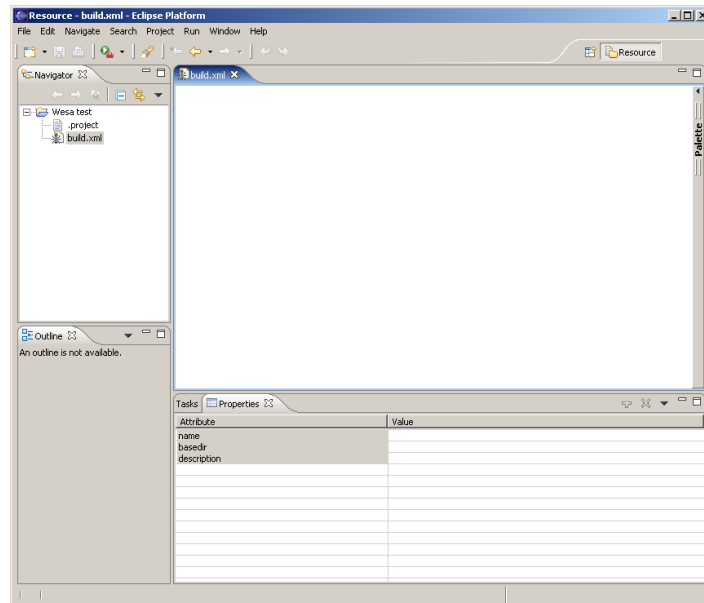 Resource - build.xml - Eclipse Platform
File Edit Navigate Search Project Run Window Help
Resource
Navigator
build.xml
Wesa test
.project
build.xml
Palette
Outline
An outline is not available.
Tasks Properties
Attribute Value
name
basedir
description